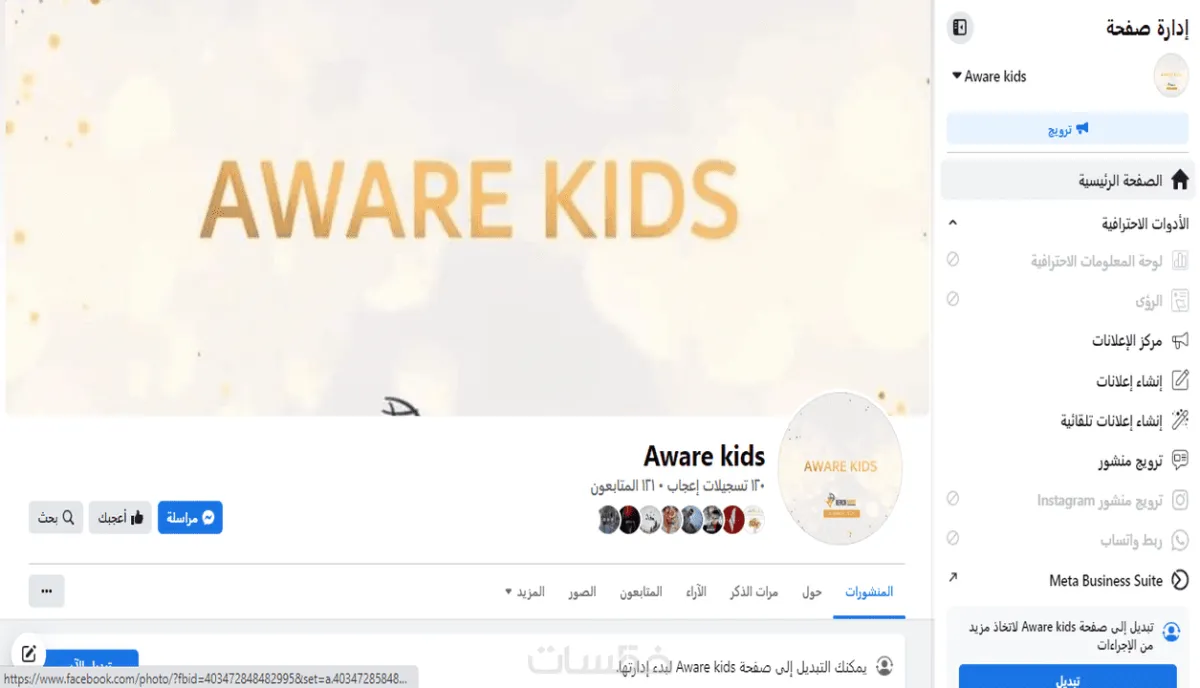 إدارة صفحة
Aware kids
ترويج
الصفحة الرئيسية
الأدوات الاحترافية
لوحة المعلومات الاحترافية
الرؤى
مركز الإعلانات
إنشاء إعلانات
إنشاء إعلانات تلقائية
ترويج منشور
ترويج منشور Instagram
ربط واتساب
Meta Business Suite
تبديل إلى صفحة Aware kids لاتخاذ مزيد
من الإجراءات
تبديل
AWARE KIDS
AWARE KIDS
Aware kids
١٢٠ تسجيلات إعجاب • ١٢١ المتابعون
مراسلة
أعجبك
بحث
المنشورات
حول
مرات الذكر
الآراء
المتابعون
الصور
المزيد
يمكنك التبديل إلى صفحة Aware kids لبدء إدارتها.
تبديل الآن
خمسات
https://www.facebook.com/photo/?fbid=403472848482995&set=a.40347285848...